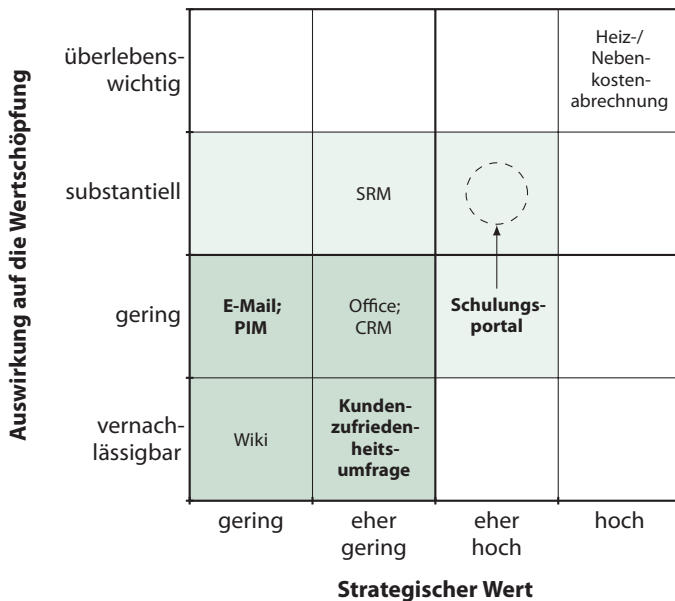 Auswirkung auf die Wertschöpfung
überlebens-
wichtig
Heiz-/
Neben-
kosten-
abrechnung
substantiell
SRM
gering
E-Mail;
PIM
Office;
CRM
Schulungs-
portal
vernach-
lässigbar
Wiki
Kunden-
zufrieden-
heits-
umfrage
gering
eher
gering
eher
hoch
hoch
Strategischer Wert